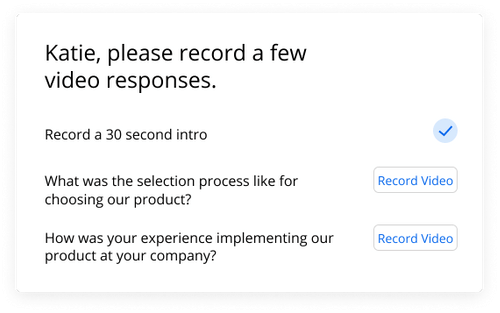 Katie, please record a few
video responses.
Record a 30 second intro
What was the selection process like for
choosing our product?
Record Video
How was your experience implementing our
product at your company?
Record Video